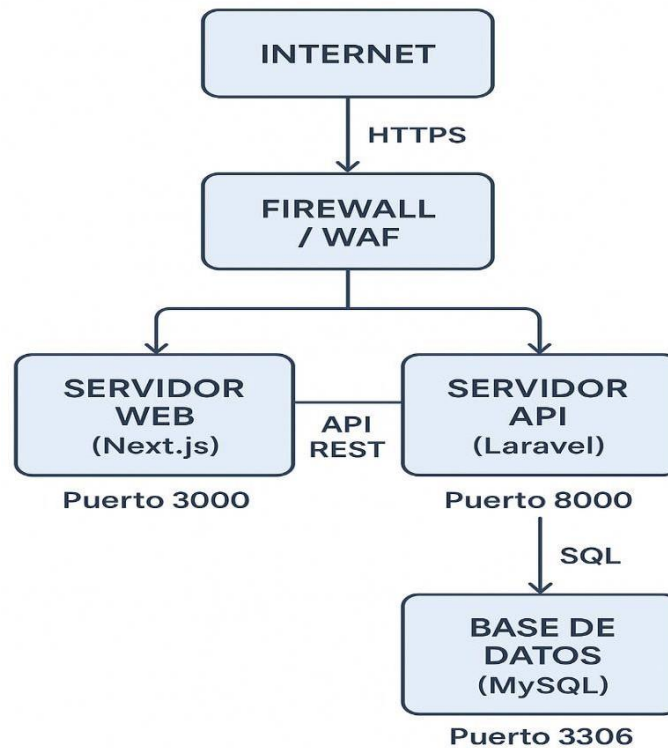 INTERNET
HTTPS
FIREWALL
/ WAF
SERVIDOR
WEB
(Next.js)
API
REST
SERVIDOR
API
(Laravel)
Puerto 3000
Puerto 8000
SQL
BASE DE
DATOS
(MySQL)
Puerto 3306